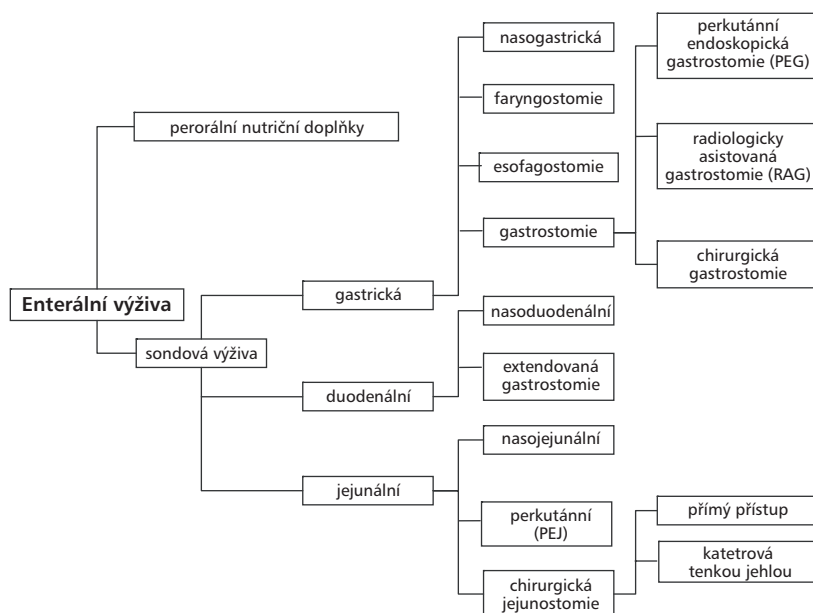 Enterální výživa
perorální nutriční doplňky
sondová výživa
gastrická
nasogastrická
faryngostomie
esofagostomie
gastrostomie
perkutánní
endoskopická
gastrostomie (PEG)
radiologicky
asistovaná
gastrostomie (RAG)
chirurgická
gastrostomie
duodenální
nasoduodenální
extendovaná
gastrostomie
jejunální
nasojejunální
perkutánní
(PEJ)
chirurgická
jejunostomie
přímý přístup
katetrová
tenkou jehlou